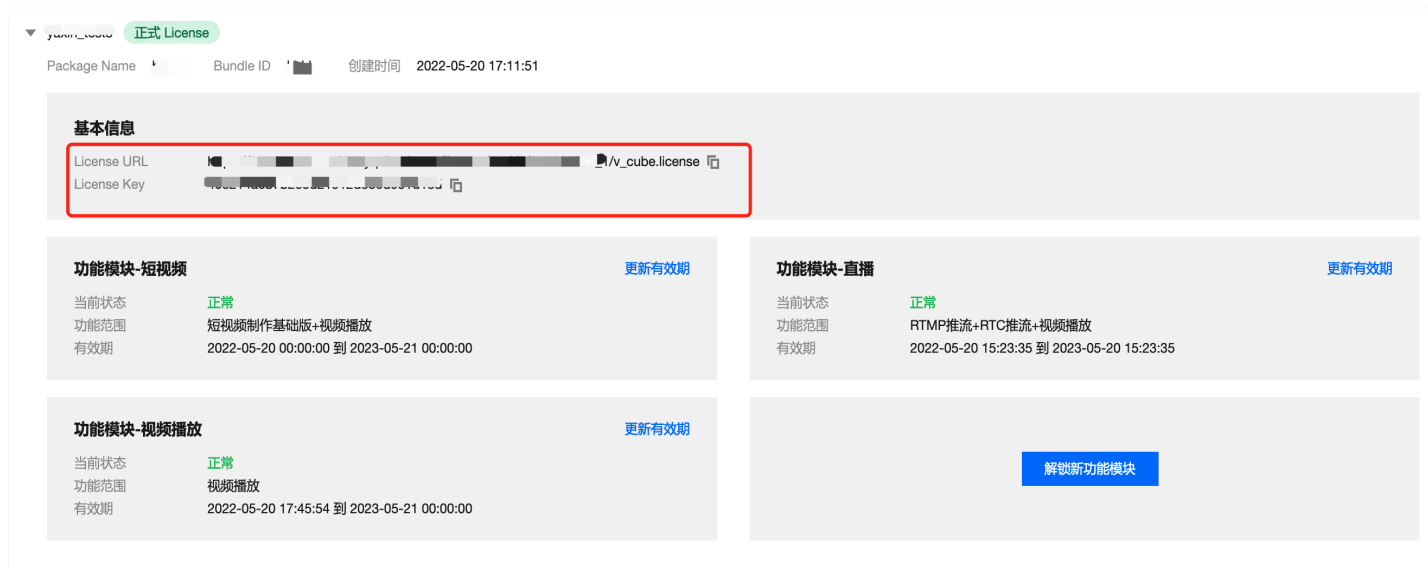 正式 License
Package Name Bundle ID 创建时间 2022-05-20 17:11:51
基本信息
License URL /v_cube.license
License Key
功能模块-短视频 更新有效期
当前状态 正常
功能范围 短视频制作基础版+视频播放
有效期 2022-05-20 00:00:00 到 2023-05-21 00:00:00
功能模块-直播 更新有效期
当前状态 正常
功能范围 RTMP推流+RTC推流+视频播放
有效期 2022-05-20 15:23:35 到 2023-05-20 15:23:35
功能模块-视频播放 更新有效期
当前状态 正常
功能范围 视频播放
有效期 2022-05-20 17:45:54 到 2023-05-21 00:00:00
解锁新功能模块